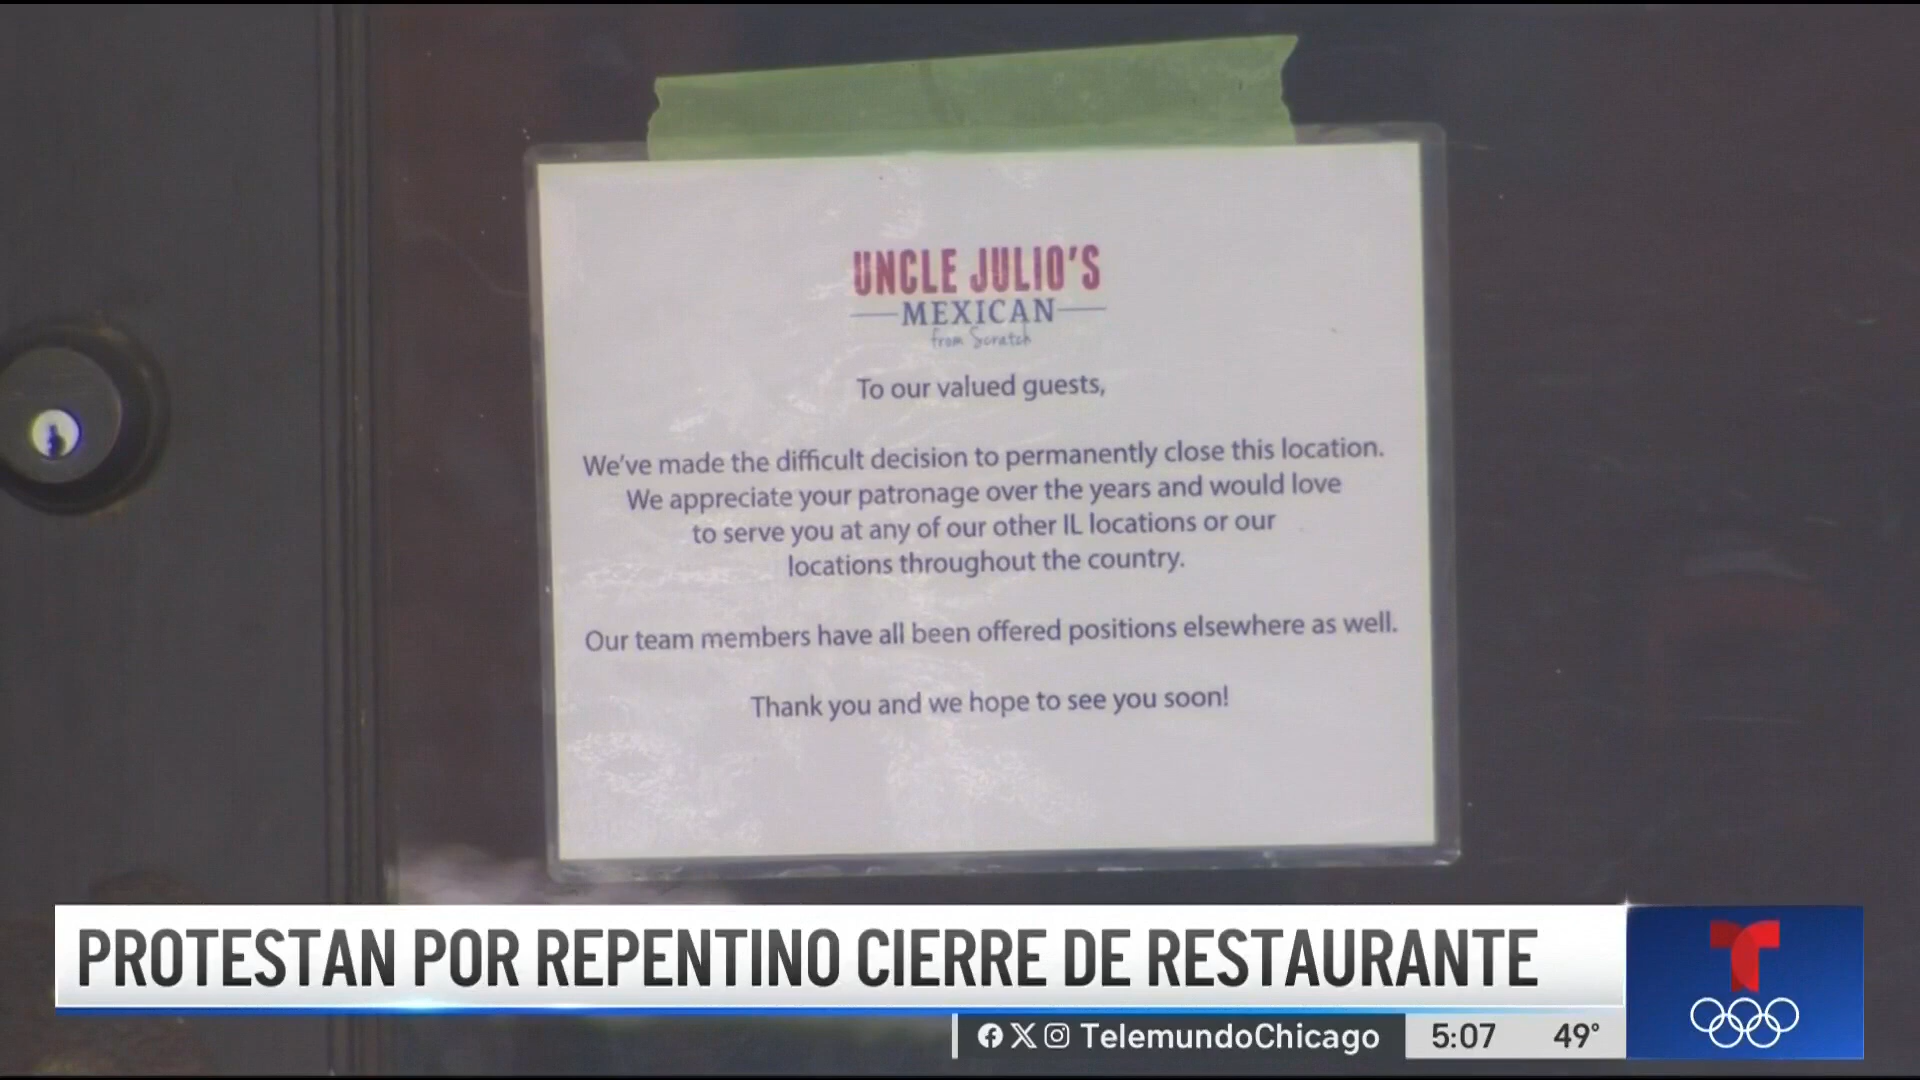 UNCLE JULIO'S
MEXICAN
from Scratch
To our valued guests,
We've made the difficult decision to permanently close this location.
We appreciate your patronage over the years and would love
to serve you at any of our other IL locations or our
locations throughout the country.
Our team members have all been offered positions elsewhere as well.
Thank you and we hope to see you soon!
PROTESTAN POR REPENTINO CIERRE DE RESTAURANTE
TelemundoChicago 5:07 49°